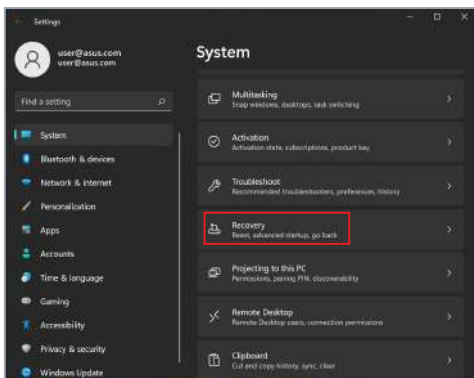 Settings
user@asus.com
user@asus.com
Find a setting
System
Bluetooth & devices
Network & internet
Personalization
Apps
Accounts
Time & language
Gaming
Accessibility
Privacy & security
Windows Update
System
Multitasking
Snap windows, desktops, task switching
Activation
Activation state, subscriptions, product key
Troubleshoot
Recommended troubleshooters, preferences, history
Recovery
Reset, advanced startup, go back
Projecting to this PC
Permissions, pairing PIN, discoverability
Remote Desktop
Remote Desktop users, connection permissions
Clipboard
Cut and copy history, sync, clear